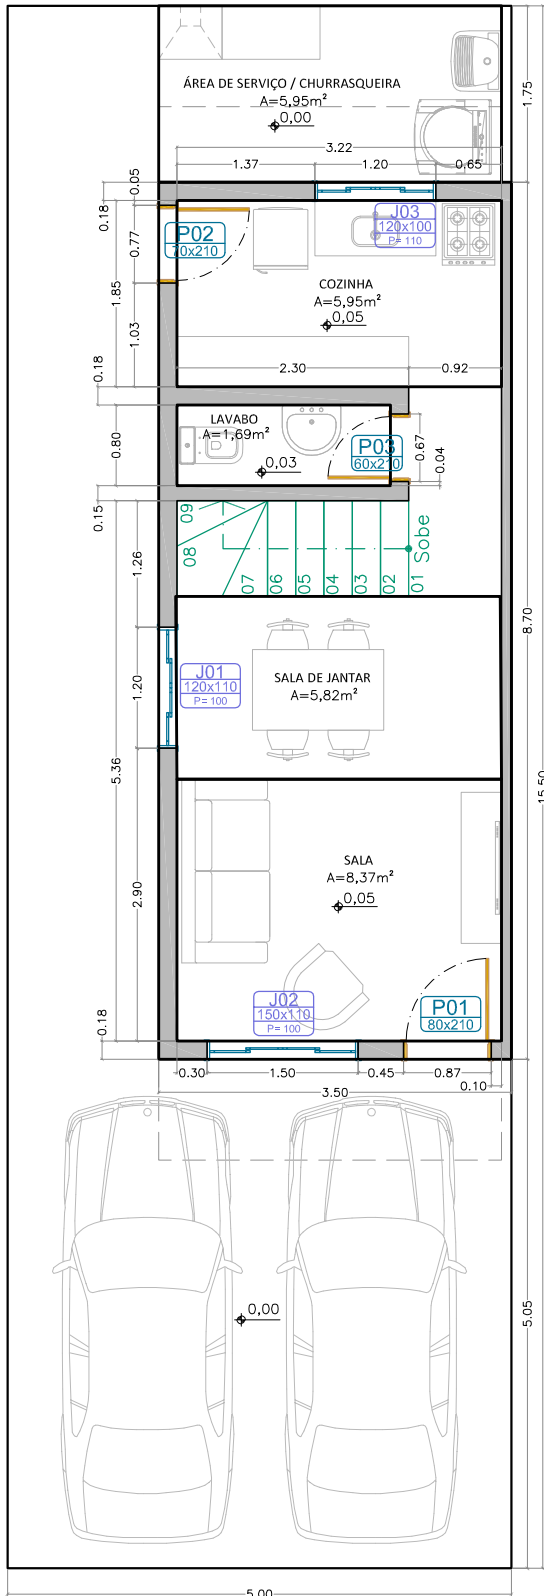 ÁREA DE SERVIÇO / CHURRASQUEIRA
A=5,95m²
0,00
1.75
3.22
1.37
1.20
0.65
0.05
0.18
P02
70x210
J03
120x100
P= 110
0.77
COZINHA
A=5,95m²
0,05
1.85
1.03
0.18
2.30
0.92
LAVABO
A=1,69m²
0,03
P03
60x210
0.67
0.04
0.80
0.15
09
08
07
06
05
04
03
02
01
Sobe
1.26
8.70
J01
120x110
P= 100
SALA DE JANTAR
A=5,82m²
1.20
5.36
15.50
SALA
A=8,37m²
0,05
2.90
J02
150x110
P= 100
P01
80x210
0.18
0.30
1.50
0.45
0.87
0.10
3.50
0,00
5.05
5.00